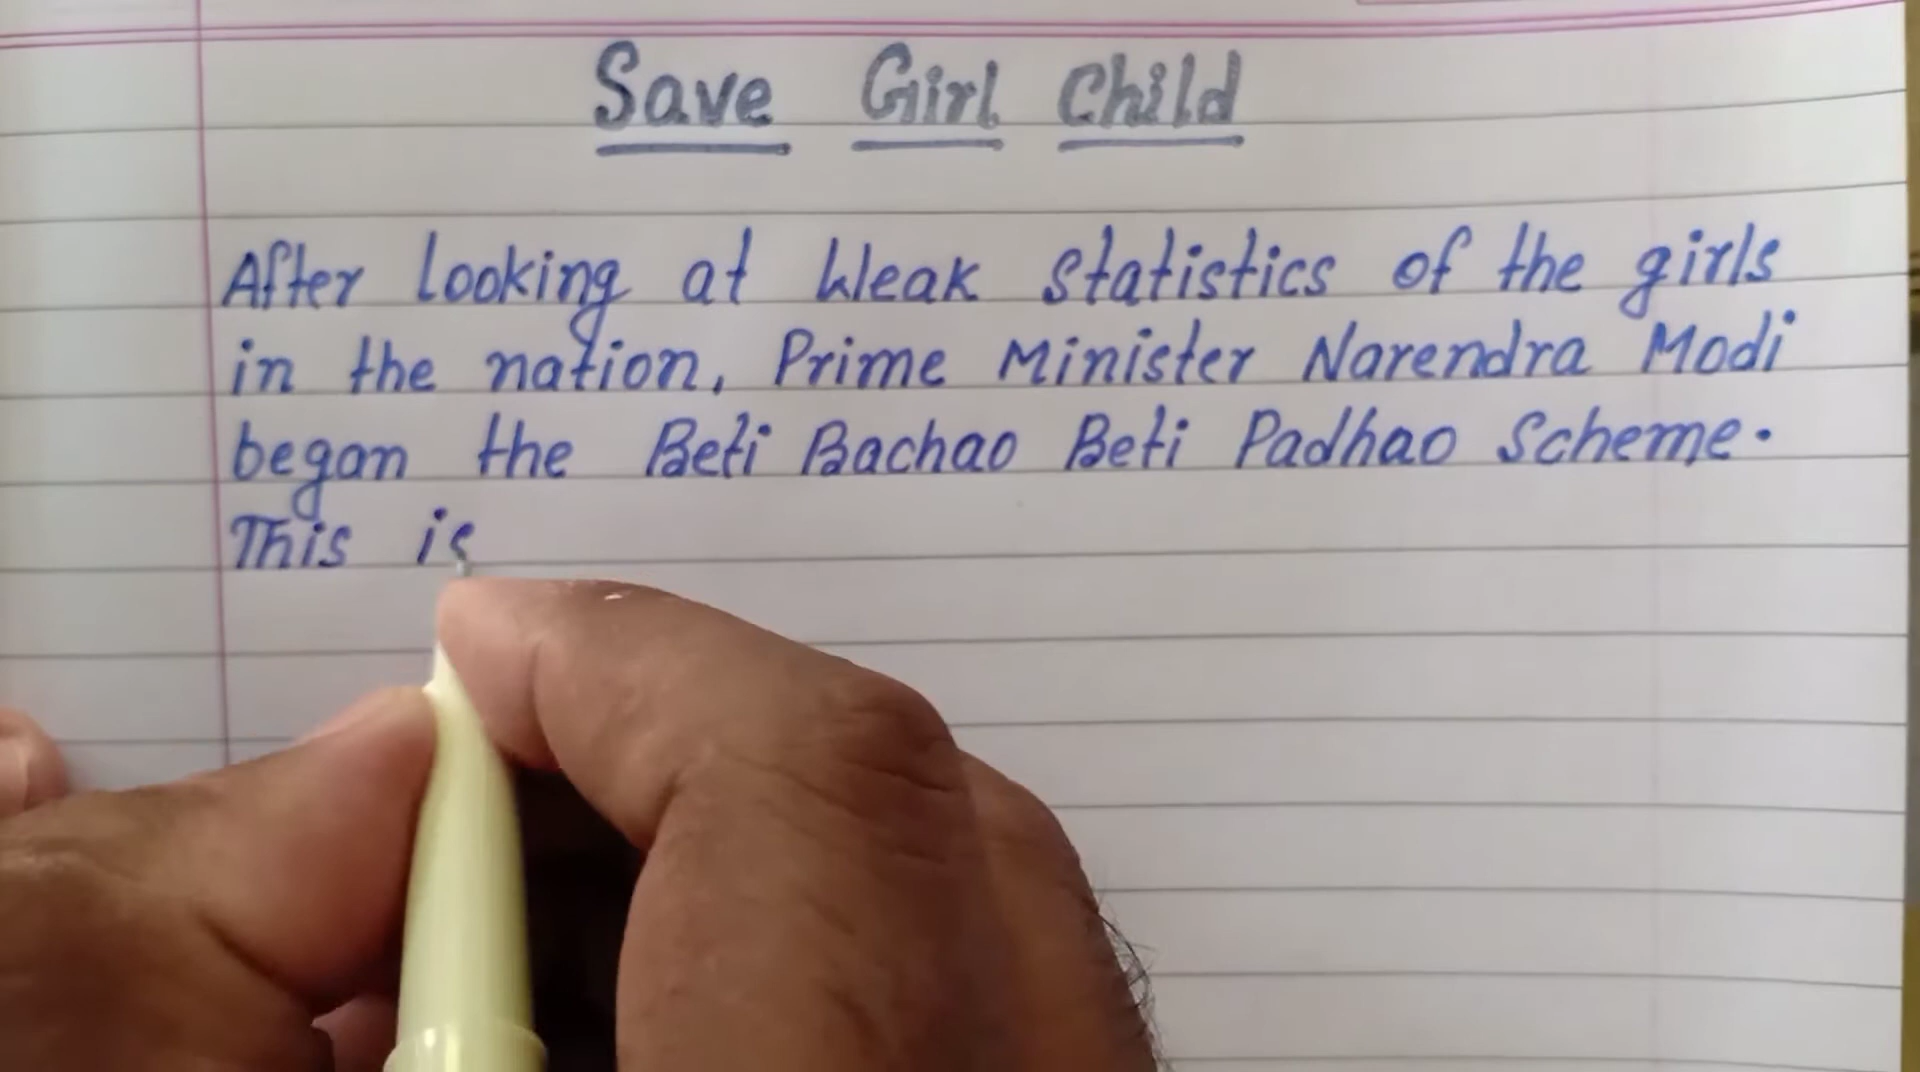 Save Girl Child
After looking at Weak Statistics of the girls
in the nation, Prime Minister Narendra Modi
began the Beti Bachao Beti Padhao Scheme.
This is